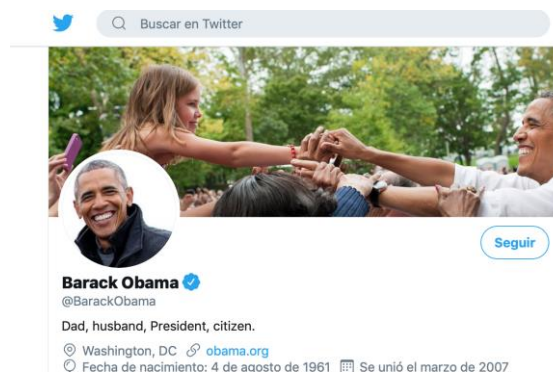 Buscar en Twitter
Seguir
Barack Obama
@BarackObama
Dad, husband, President, citizen.
Washington, DC obama.org
Fecha de nacimiento: 4 de agosto de 1961 Se unió el marzo de 2007